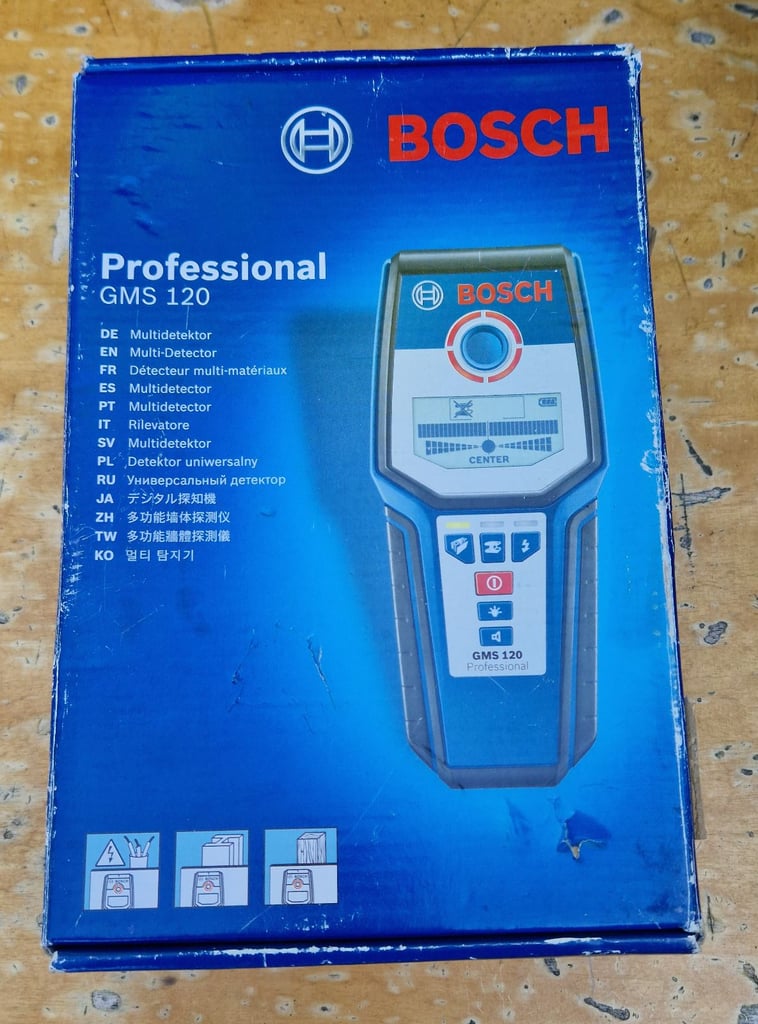 BOSCH
Professional
GMS 120
DE Multidetektor
EN Multi-Detector
FR Détecteur multi-matériaux
ES Multidetector
PT Multidetector
IT Rilevatore
SV Multidetektor
PL Detektor uniwersalny
RU Универсальный детектор
JA デジタル探知機
ZH 多功能墙体探测仪
TW 多功能牆體探測儀
KO 멀티 탐지기
BOSCH
CENTER
GMS 120
Professional